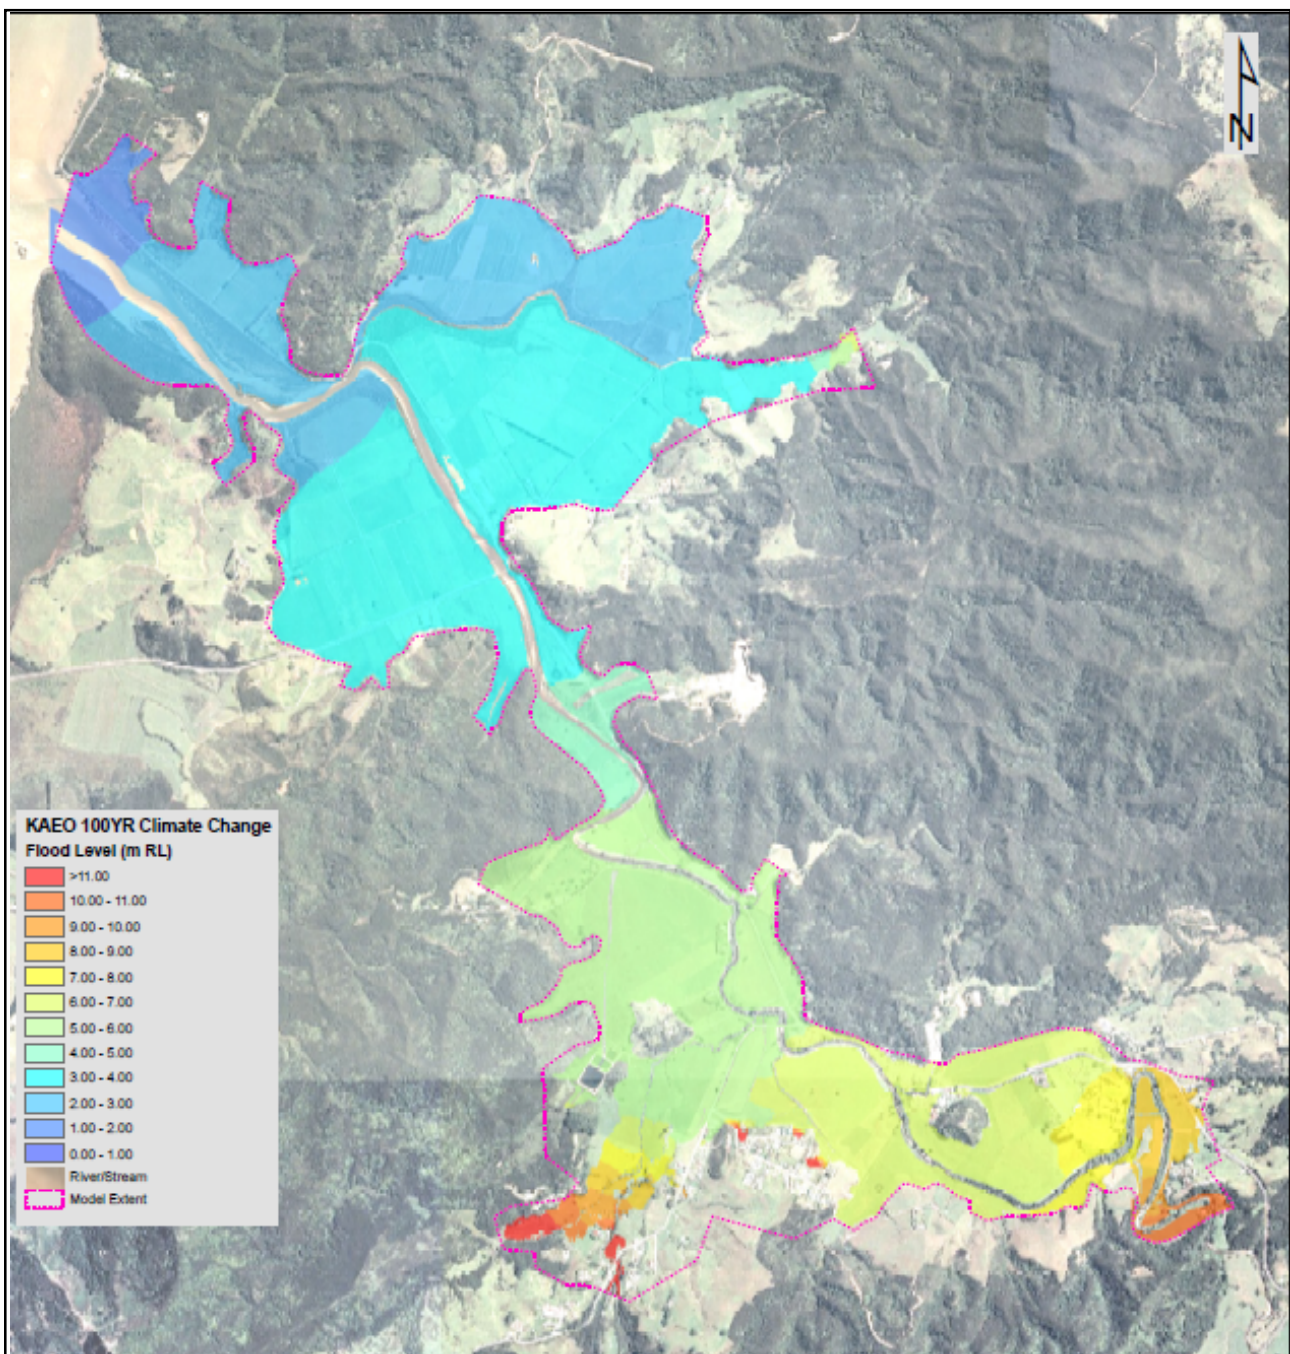 N
KAEO 100YR Climate Change
Flood Level (m RL)
>11.00
10.00 - 11.00
9.00 - 10.00
8.00 - 9.00
7.00 - 8.00
6.00 - 7.00
5.00 - 6.00
4.00 - 5.00
3.00 - 4.00
2.00 - 3.00
1.00 - 2.00
0.00 - 1.00
River/Stream
Model Extent